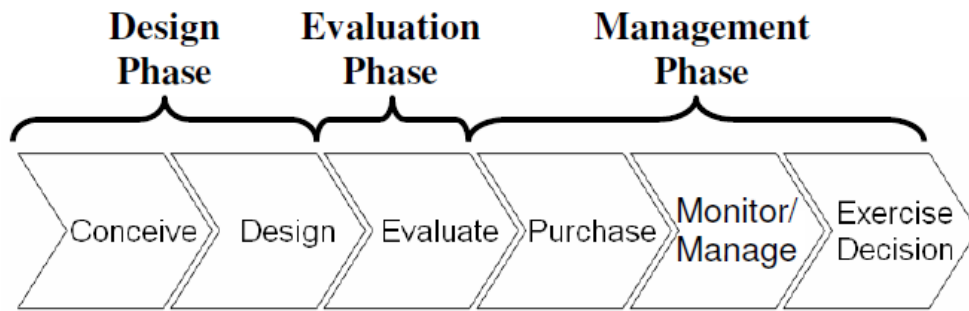 Design Evaluation Management
Phase Phase Phase
Conceive Design Evaluate Purchase Monitor/ Exercise
Manage Decision